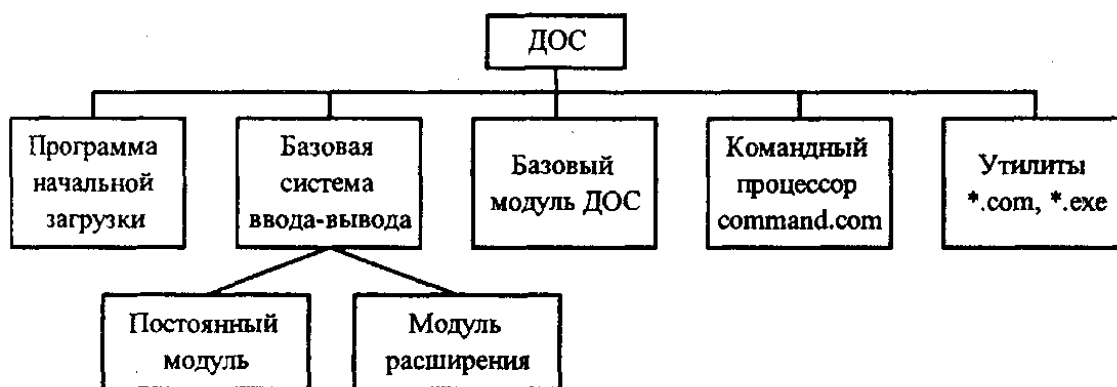 ДОС
Программа
начальной
загрузки
Базовая
система
ввода-вывода
Базовый
модуль ДОС
Командный
процессор
command.com
Утилиты
*.com, *.exe
Постоянный
модуль
Модуль
расширения